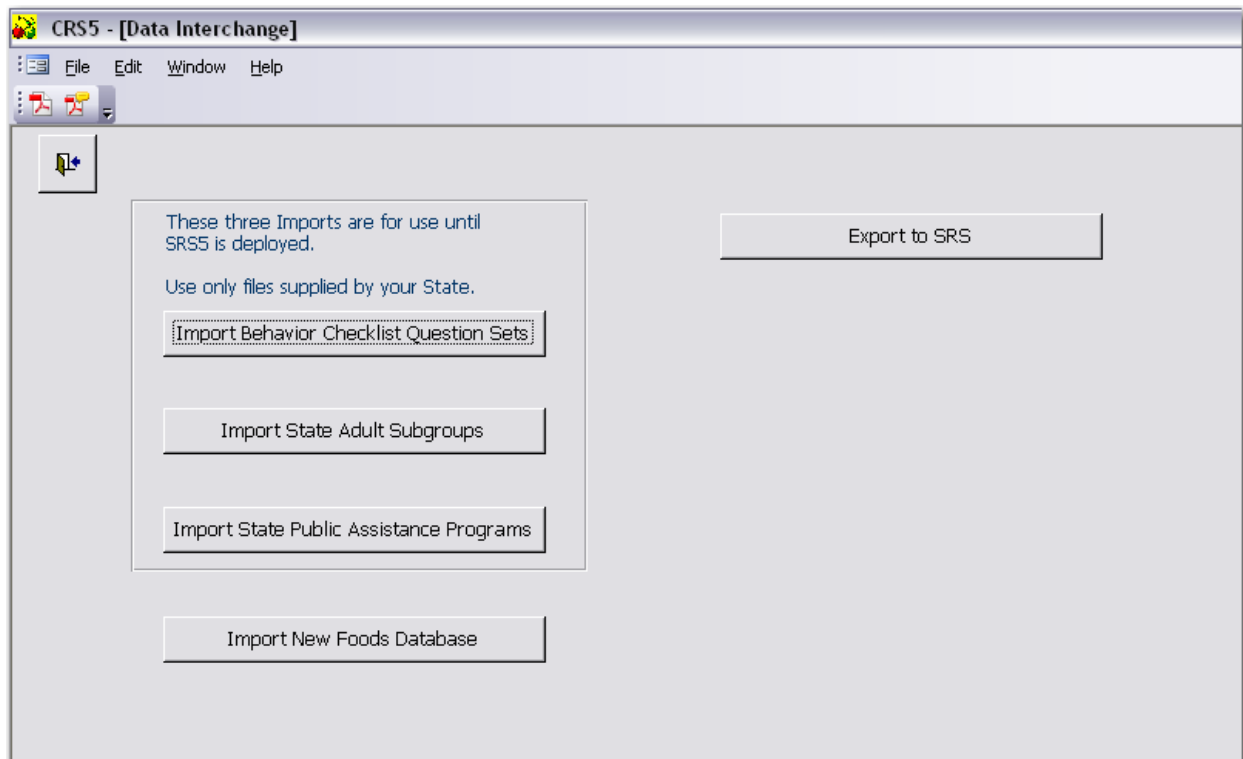 CRS5 - [Data Interchange]
File Edit Window Help
These three Imports are for use until
SRS5 is deployed.
Use only files supplied by your State.
Export to SRS
Import Behavior Checklist Question Sets
Import State Adult Subgroups
Import State Public Assistance Programs
Import New Foods Database